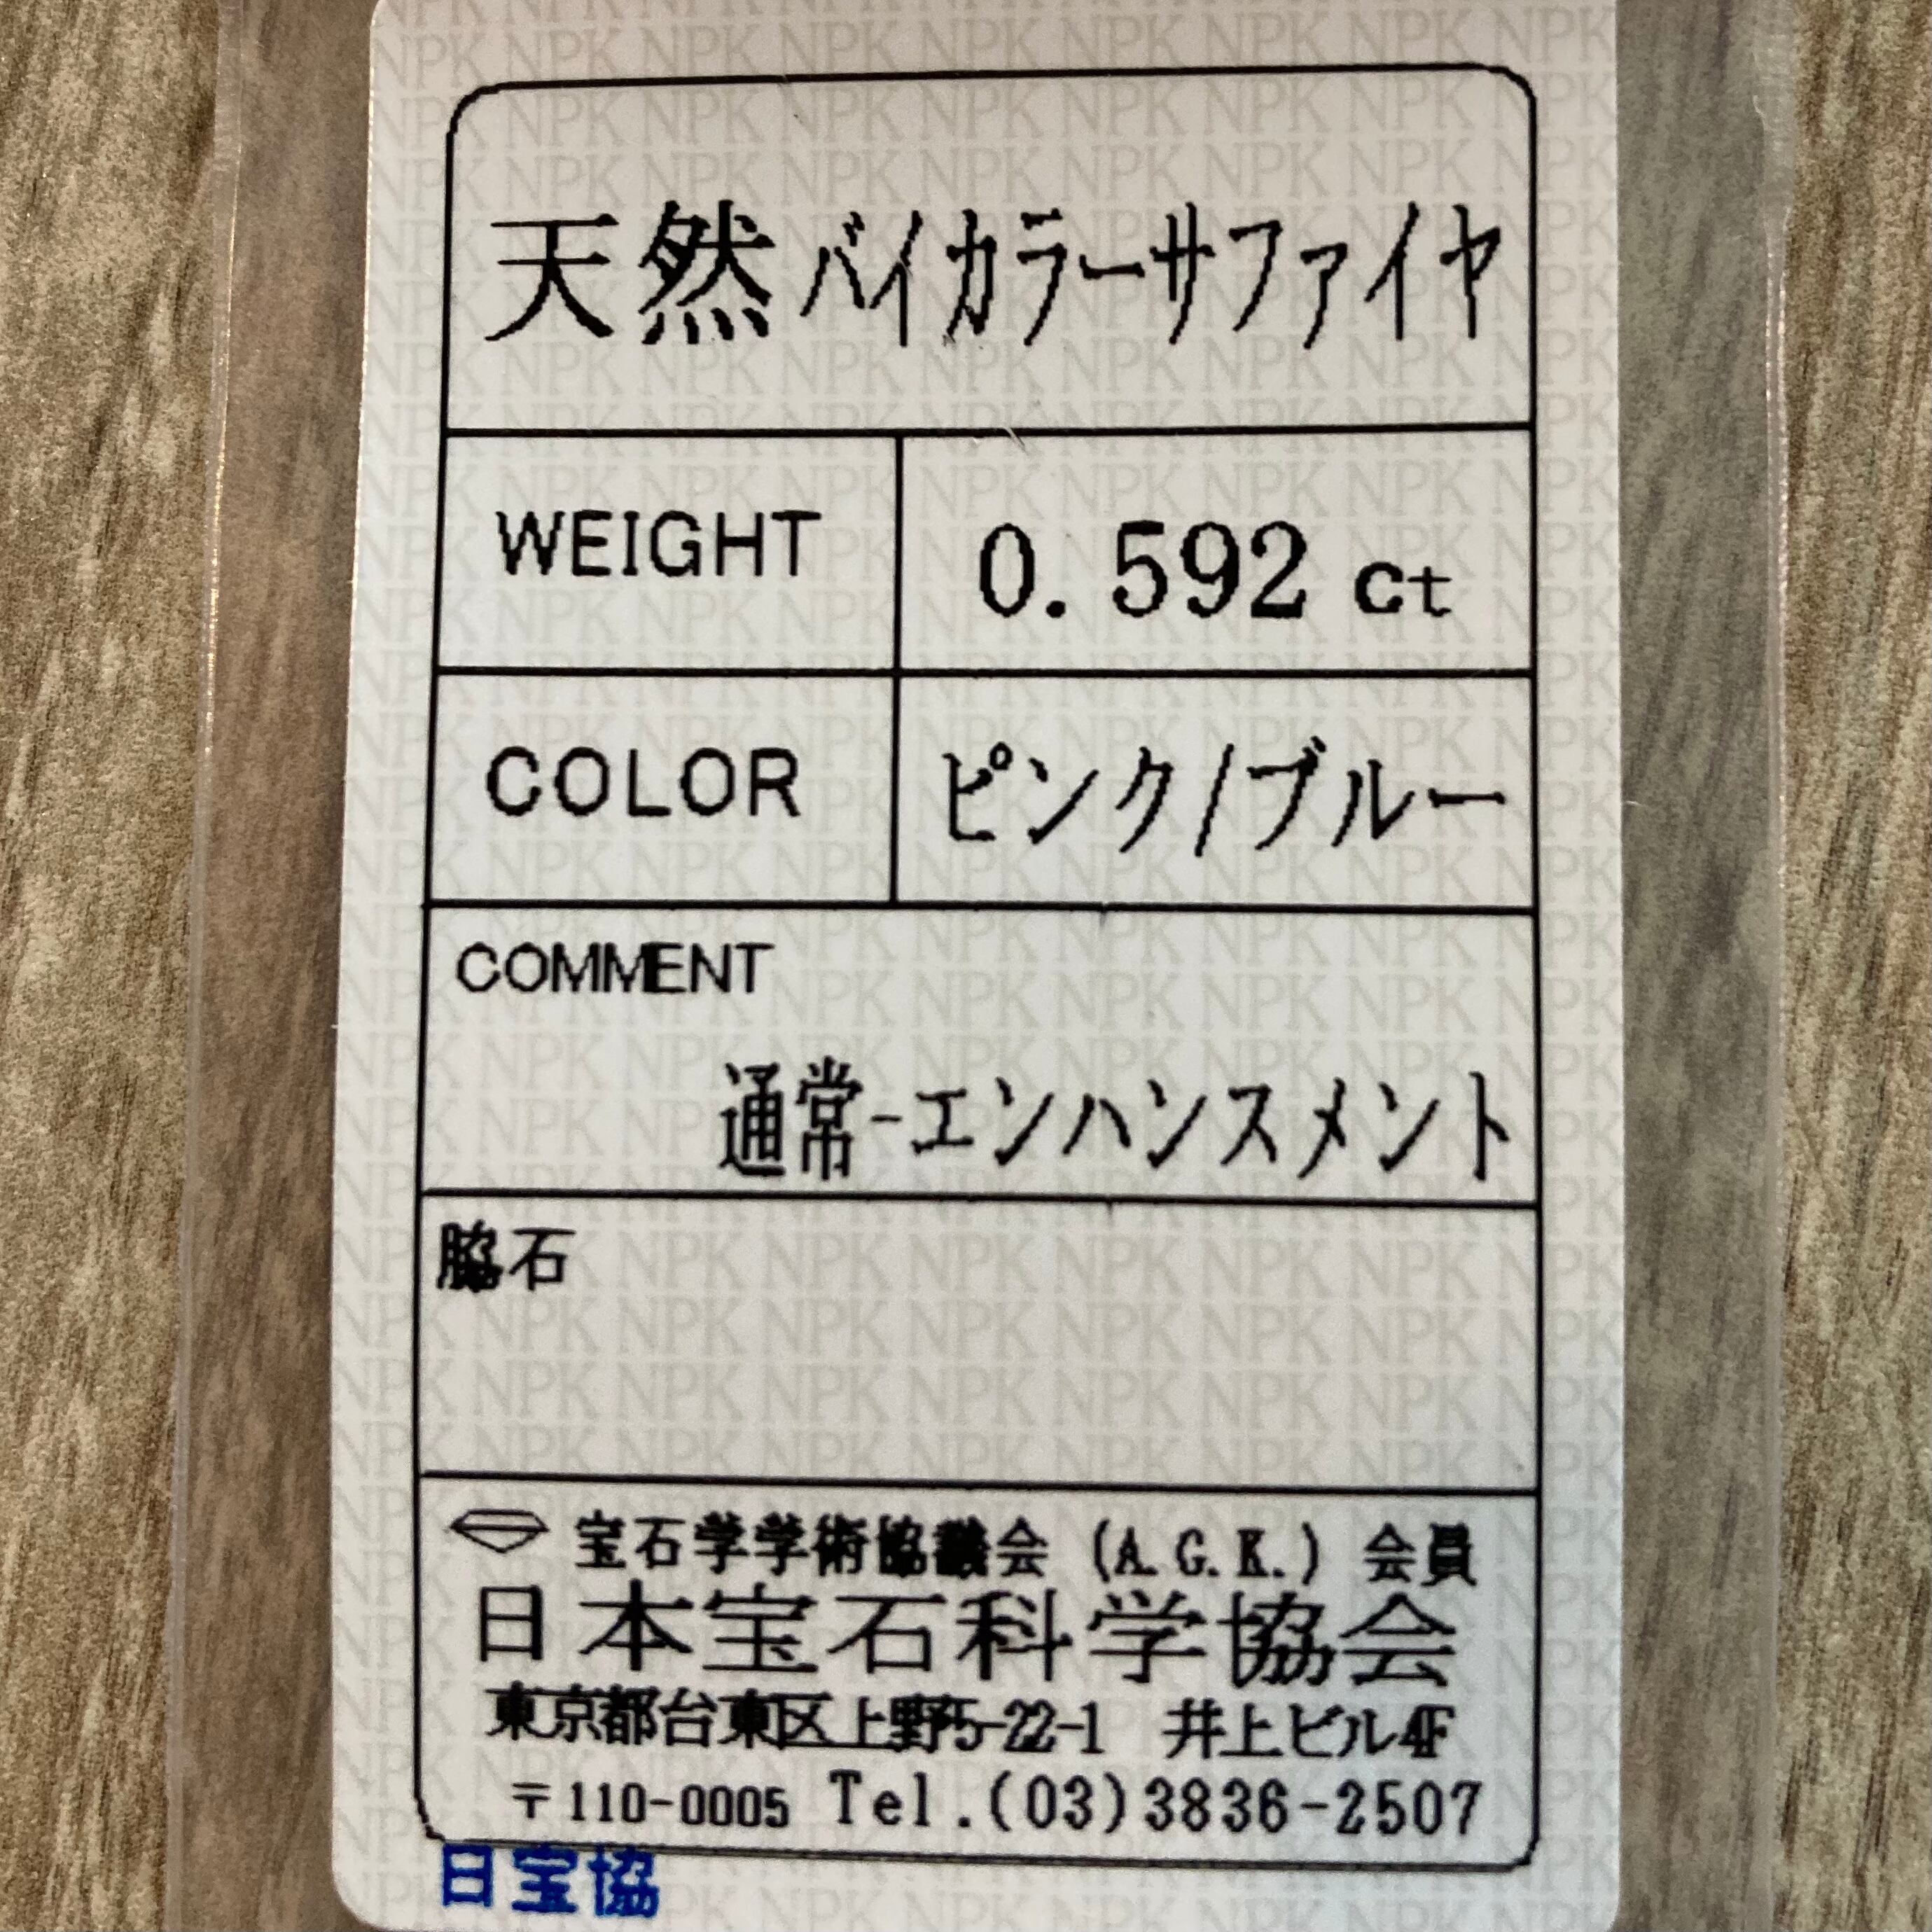 天然バイカラーサファイヤ
WEIGHT 0.592 ct
COLOR ピンク/ブルー
COMMENT
通常-エンハンスメント
脇石
宝石学学術協議会 (A.G.K.) 会員
日本宝石科学協会
東京都台東区上野5-22-1 井上ビル4F
〒110-0005 Tel.(03)3836-2507
日宝協